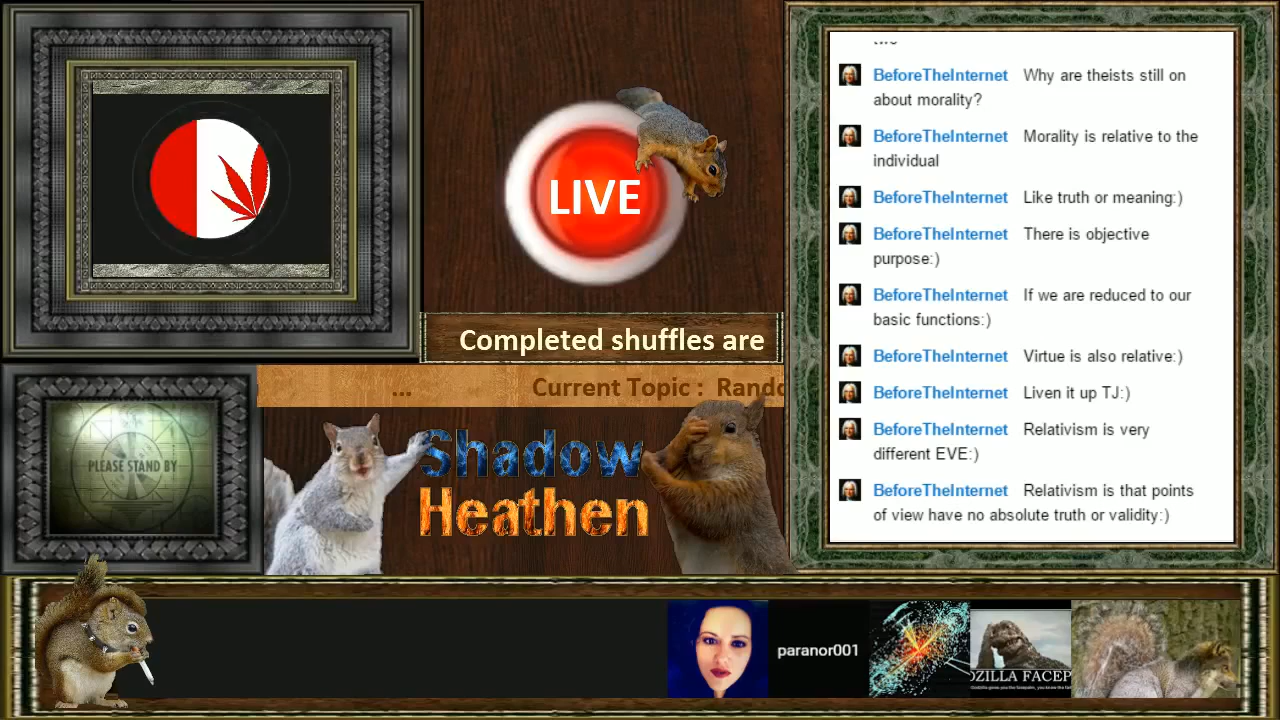 LIVE
Completed shuffles are
... Current Topic : Rando
PLEASE STAND BY
Shadow
Heathen
BeforeTheInternet Why are theists still on
about morality?
BeforeTheInternet Morality is relative to the
individual
BeforeTheInternet Like truth or meaning:)
BeforeTheInternet There is objective
purpose:)
BeforeTheInternet If we are reduced to our
basic functions:)
BeforeTheInternet Virtue is also relative:)
BeforeTheInternet Liven it up TJ:)
BeforeTheInternet Relativism is very
different EVE:)
BeforeTheInternet Relativism is that points
of view have no absolute truth or validity:)
paranor001
OZILLA FACEP